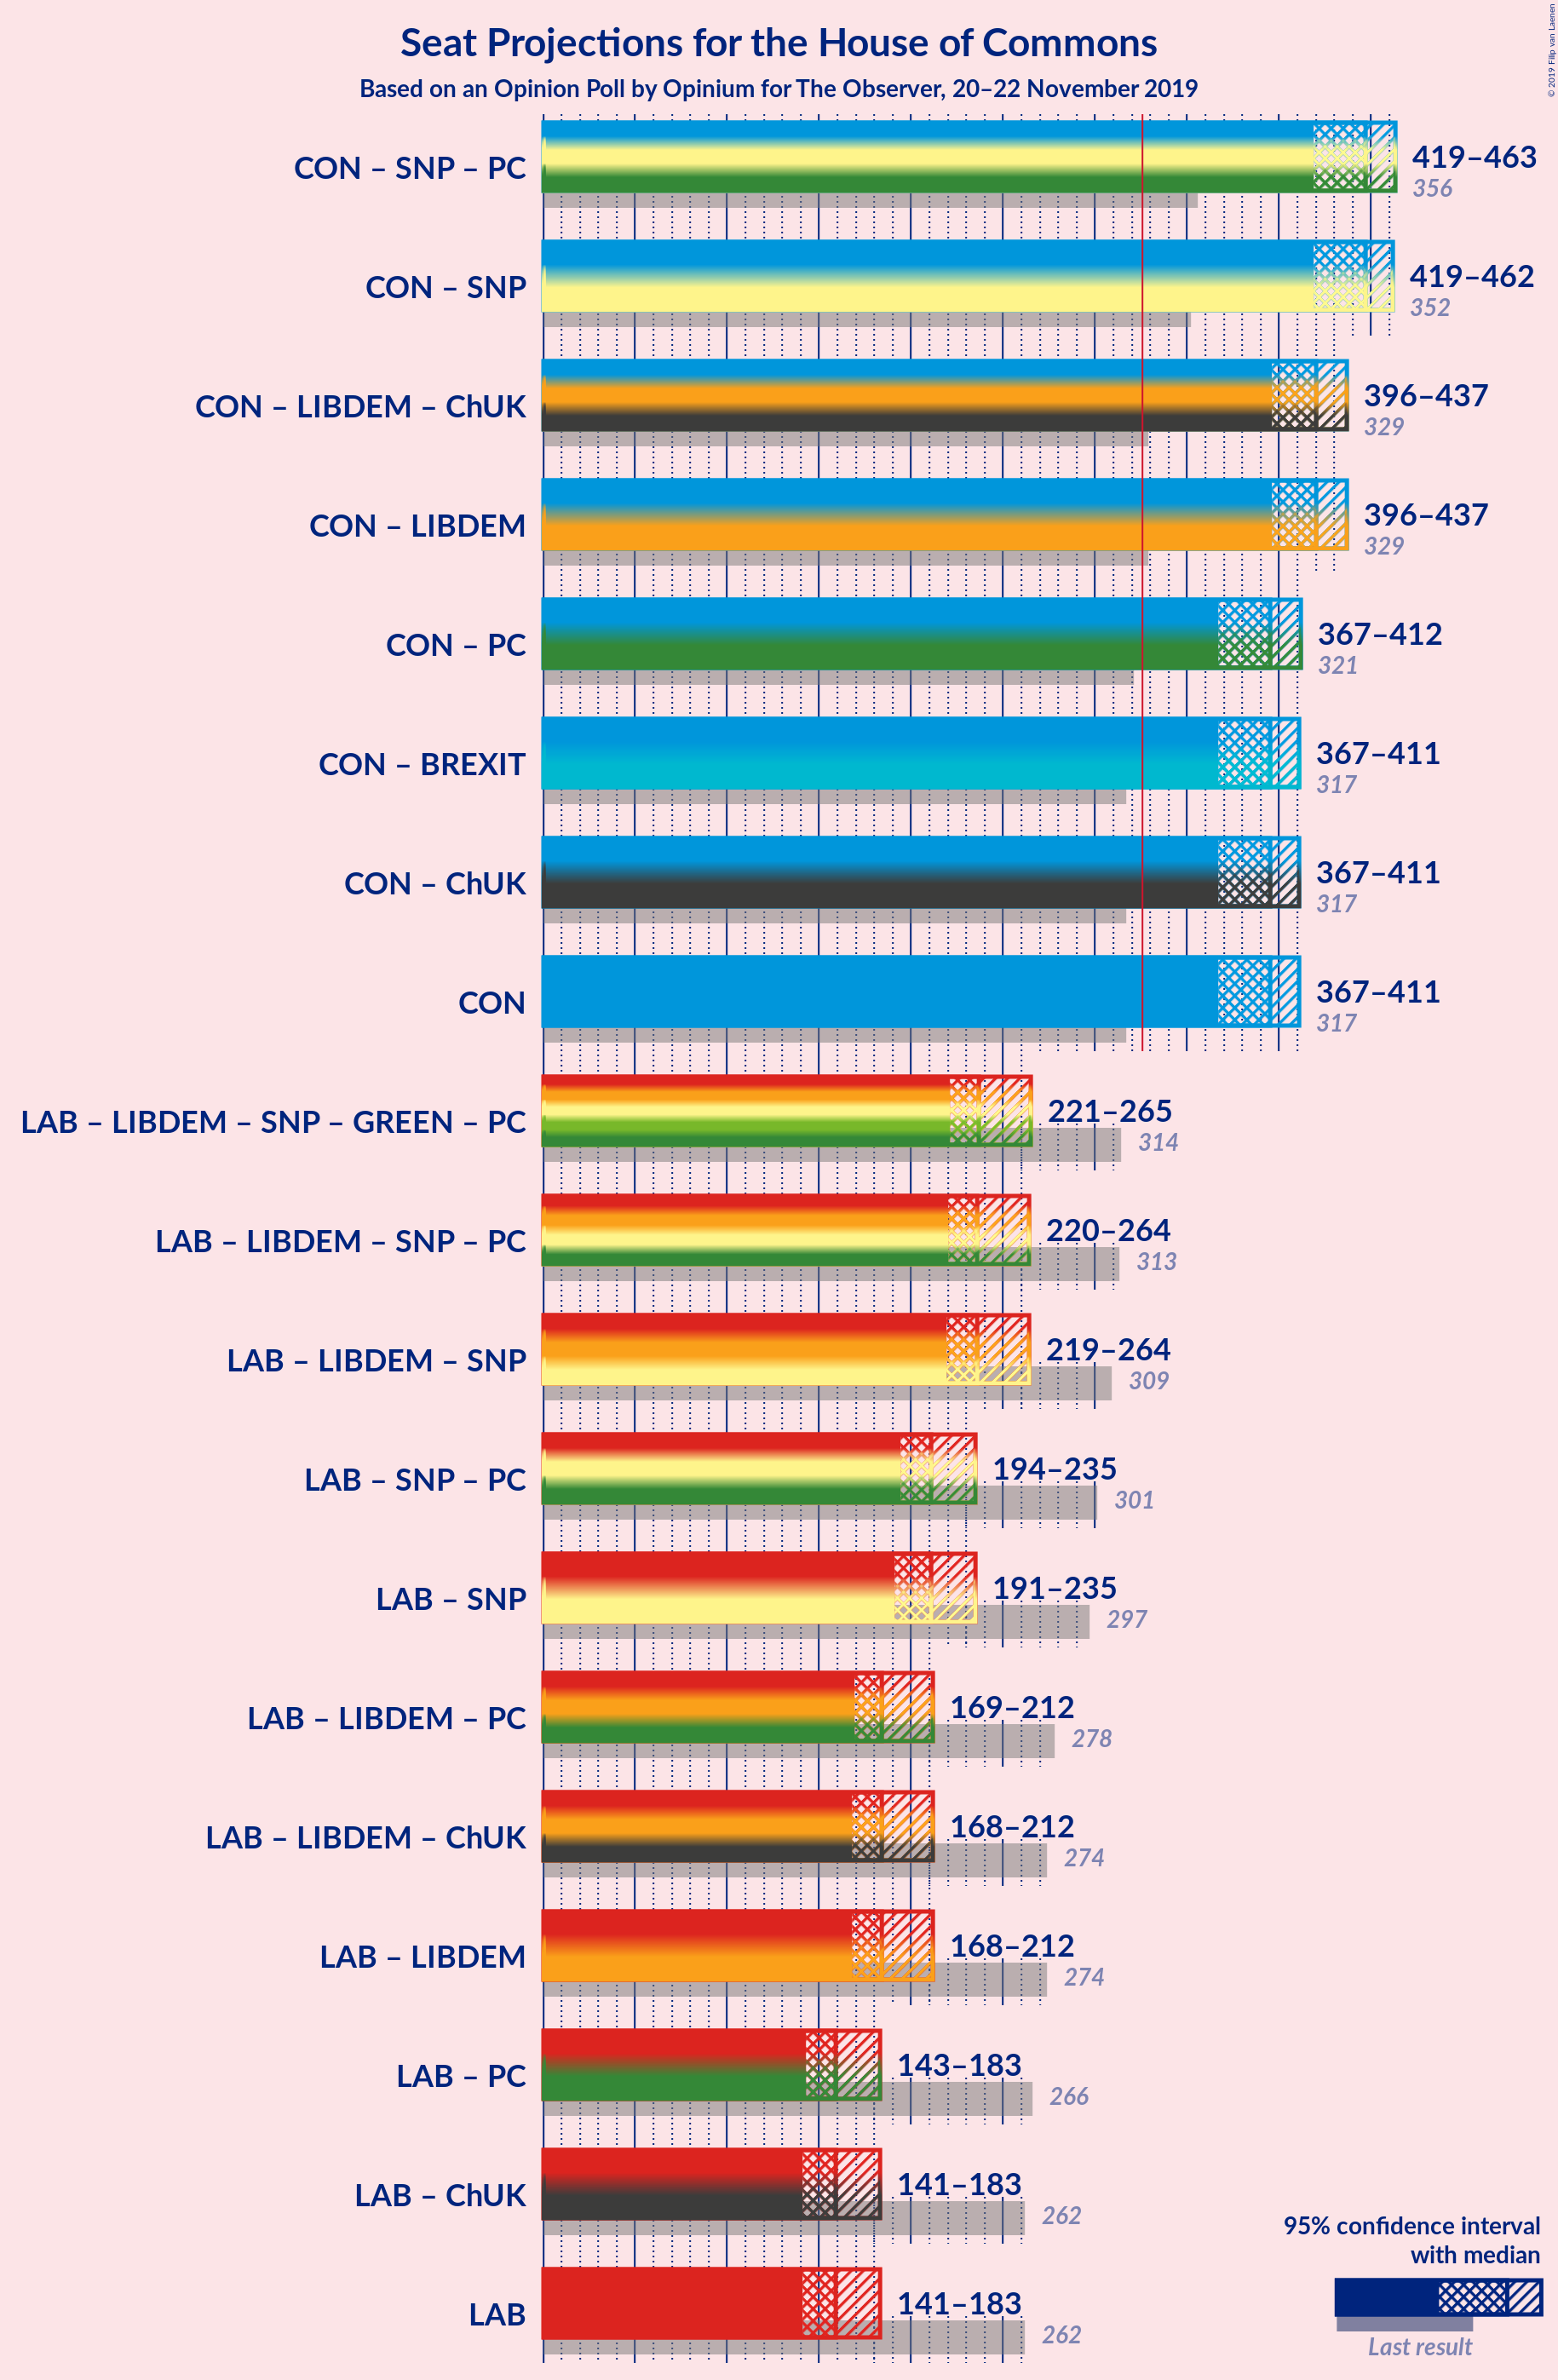 Seat Projections for the House of Commons
Based on an Opinion Poll by Opinium for The Observer, 20–22 November 2019
© 2019 Filip van Laenen
CON – SNP – PC
419–463
356
CON – SNP
419–462
352
CON – LIBDEM – ChUK
396–437
329
CON – LIBDEM
396–437
329
CON – PC
367–412
321
CON – BREXIT
367–411
317
CON – ChUK
367–411
317
CON
367–411
317
LAB – LIBDEM – SNP – GREEN – PC
221–265
314
LAB – LIBDEM – SNP – PC
220–264
313
LAB – LIBDEM – SNP
219–264
309
LAB – SNP – PC
194–235
301
LAB – SNP
191–235
297
LAB – LIBDEM – PC
169–212
278
LAB – LIBDEM – ChUK
168–212
274
LAB – LIBDEM
168–212
274
LAB – PC
143–183
266
LAB – ChUK
141–183
262
LAB
141–183
262
95% confidence interval
with median
Last result